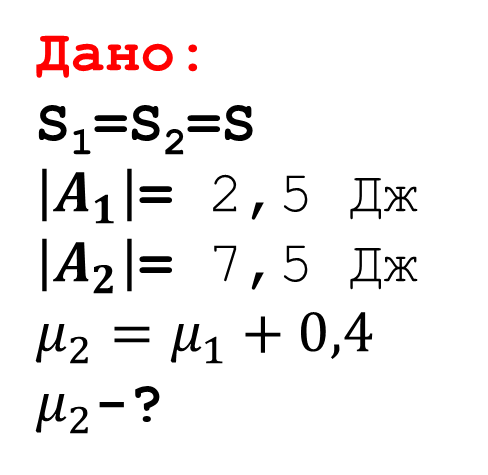 Дано:
S₁=S₂=S
|A₁|= 2,5 Дж
|A₂|= 7,5 Дж
μ₂ = μ₁ + 0,4
μ₂-?